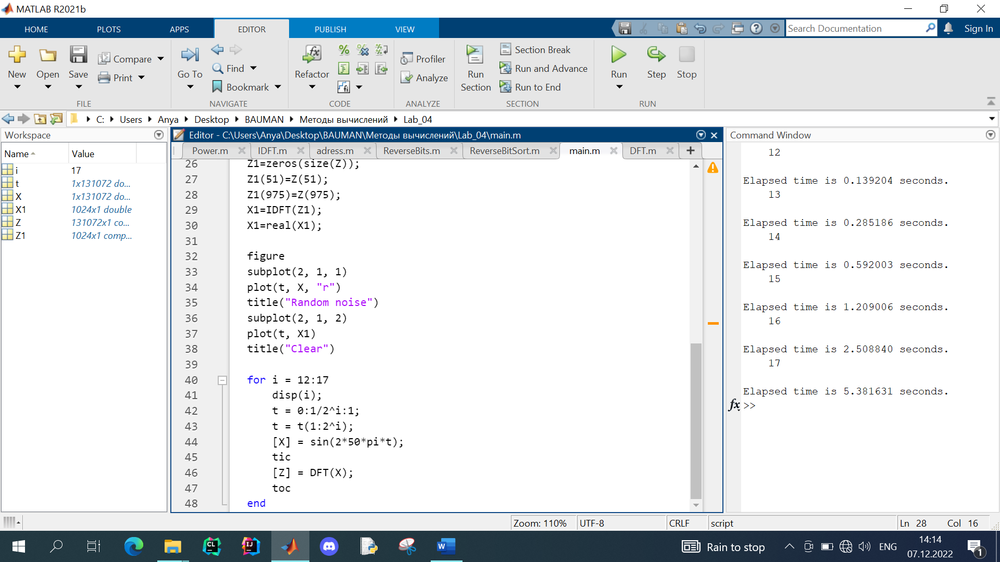 MATLAB R2021b
HOME PLOTS APPS EDITOR PUBLISH VIEW
Search Documentation
Sign In
New
Open
Save
Compare
Print
FILE
Go To
Find
Bookmark
NAVIGATE
Refactor
CODE
Profiler
Analyze
ANALYZE
Run Section
Section Break
Run and Advance
Run to End
SECTION
Run
Step
Stop
RUN
C: Users Anya Desktop BAUMAN Методы вычислений Lab_04
Workspace
Name Value
i 17
t 1x131072 do...
X 1x131072 do...
X1 1024x1 double
Z 131072x1 co...
Z1 1024x1 comp...
Editor - C:\Users\Anya\Desktop\BAUMAN\Методы вычислений\Lab_04\main.m
Power.m IDFT.m adress.m ReverseBits.m ReverseBitSort.m main.m DFT.m
26 Z1=zeros(size(Z));
27 Z1(51)=Z(51);
28 Z1(975)=Z(975);
29 X1=IDFT(Z1);
30 X1=real(X1);
31
32 figure
33 subplot(2, 1, 1)
34 plot(t, X, "r")
35 title("Random noise")
36 subplot(2, 1, 2)
37 plot(t, X1)
38 title("Clear")
39
40 for i = 12:17
41 disp(i);
42 t = 0:1/2^i:1;
43 t = t(1:2^i);
44 [X] = sin(2*50*pi*t);
45 tic
46 [Z] = DFT(X);
47 toc
48 end
Command Window
12
Elapsed time is 0.139204 seconds.
13
Elapsed time is 0.285186 seconds.
14
Elapsed time is 0.592003 seconds.
15
Elapsed time is 1.209006 seconds.
16
Elapsed time is 2.508840 seconds.
17
Elapsed time is 5.381631 seconds.
fx >>
Zoom: 110% UTF-8 CRLF script Ln 28 Col 16
Rain to stop
ENG
14:14
07.12.2022
1